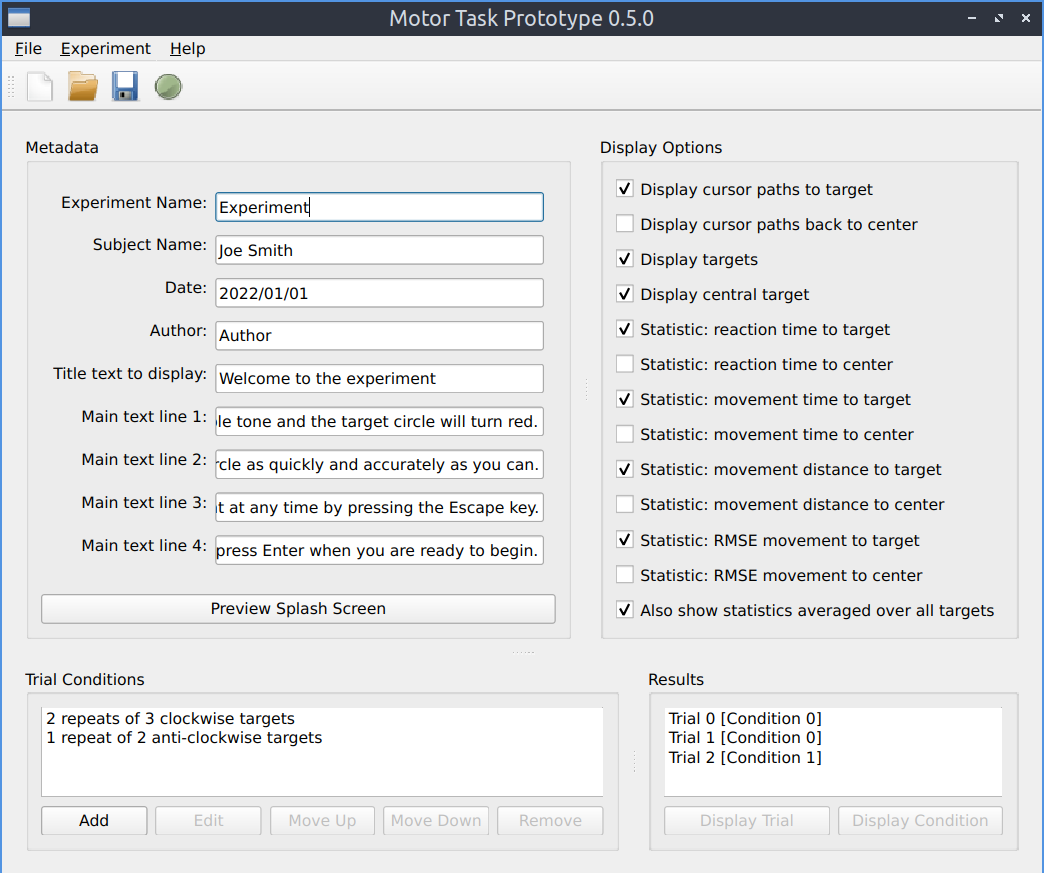 Motor Task Prototype 0.5.0
File Experiment Help
Metadata
Experiment Name: Experiment
Subject Name: Joe Smith
Date: 2022/01/01
Author: Author
Title text to display: Welcome to the experiment
Main text line 1: tone and the target circle will turn red.
Main text line 2: as quickly and accurately as you can.
Main text line 3: at any time by pressing the Escape key.
Main text line 4: press Enter when you are ready to begin.
Preview Splash Screen
Display Options
Display cursor paths to target
Display cursor paths back to center
Display targets
Display central target
Statistic: reaction time to target
Statistic: reaction time to center
Statistic: movement time to target
Statistic: movement time to center
Statistic: movement distance to target
Statistic: movement distance to center
Statistic: RMSE movement to target
Statistic: RMSE movement to center
Also show statistics averaged over all targets
Trial Conditions
2 repeats of 3 clockwise targets
1 repeat of 2 anti-clockwise targets
Add Edit Move Up Move Down Remove
Results
Trial 0 [Condition 0]
Trial 1 [Condition 0]
Trial 2 [Condition 1]
Display Trial Display Condition